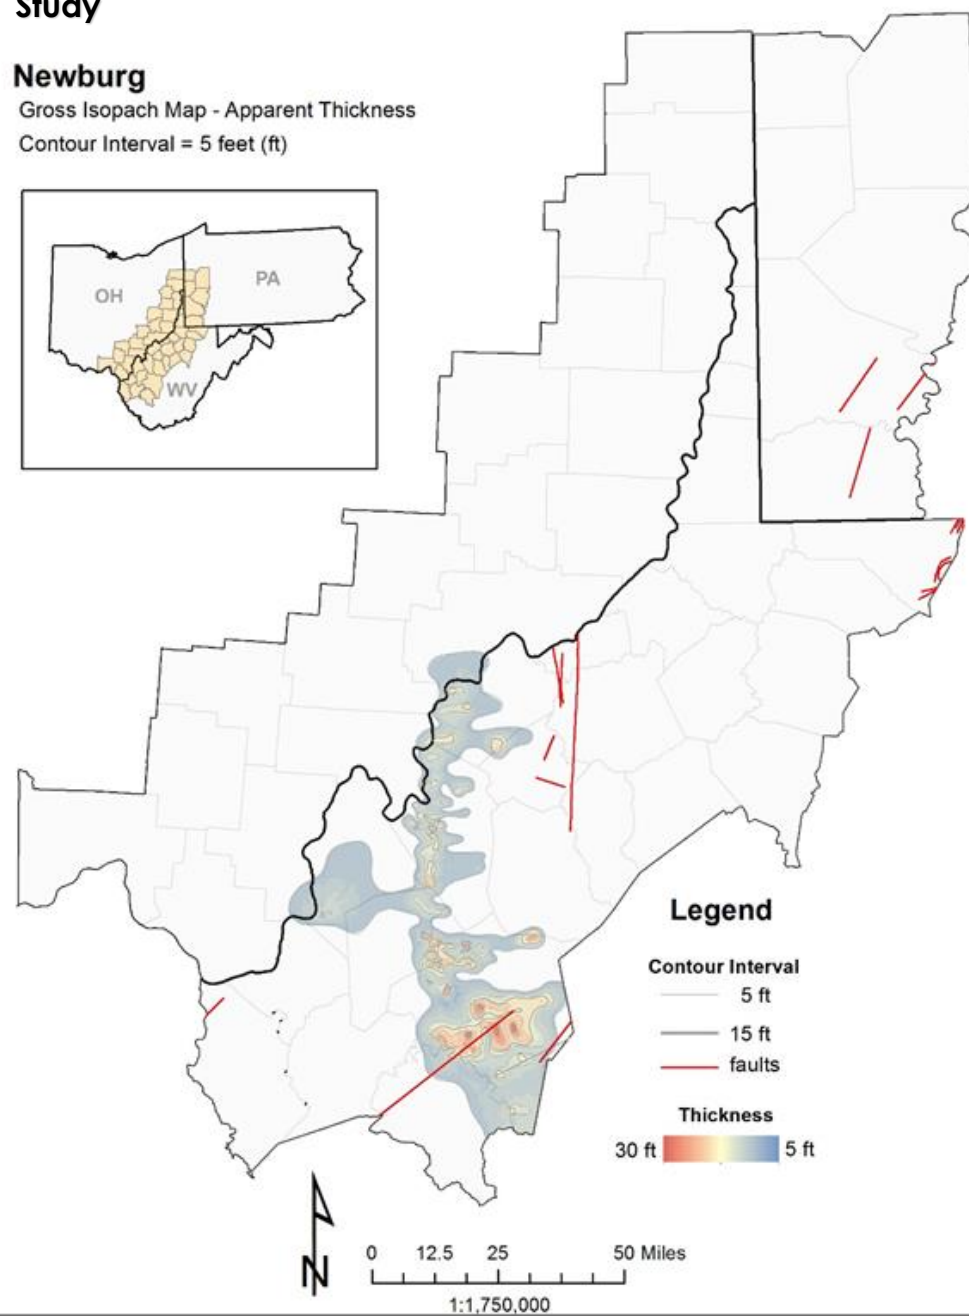 Study
Newburg
Gross Isopach Map - Apparent Thickness
Contour Interval = 5 feet (ft)
OH
PA
WV
Legend
Contour Interval
5 ft
15 ft
faults
Thickness
30 ft 5 ft
N
0 12.5 25 50 Miles
1:1,750,000